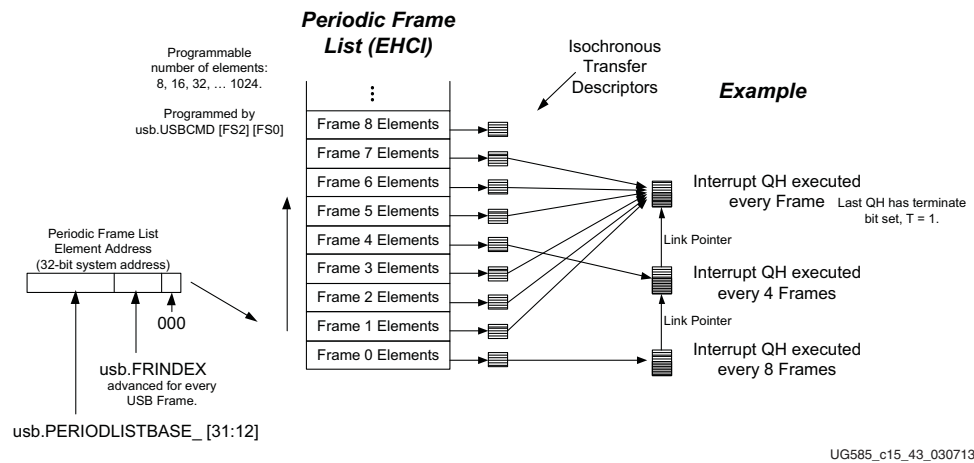 Periodic Frame
List (EHCI)
Programmable
number of elements:
8, 16, 32, … 1024.
Programmed by
usb.USBCMD [FS2] [FS0]
Isochronous
Transfer
Descriptors
Example
Frame 8 Elements
Frame 7 Elements
Frame 6 Elements
Frame 5 Elements
Frame 4 Elements
Frame 3 Elements
Frame 2 Elements
Frame 1 Elements
Frame 0 Elements
Interrupt QH executed
every Frame
Last QH has terminate
bit set, T = 1.
Link Pointer
Interrupt QH executed
every 4 Frames
Link Pointer
Interrupt QH executed
every 8 Frames
Periodic Frame List
Element Address
(32-bit system address)
000
usb.FRINDEX
advanced for every
USB Frame.
usb.PERIODLISTBASE_ [31:12]
UG585_c15_43_030713